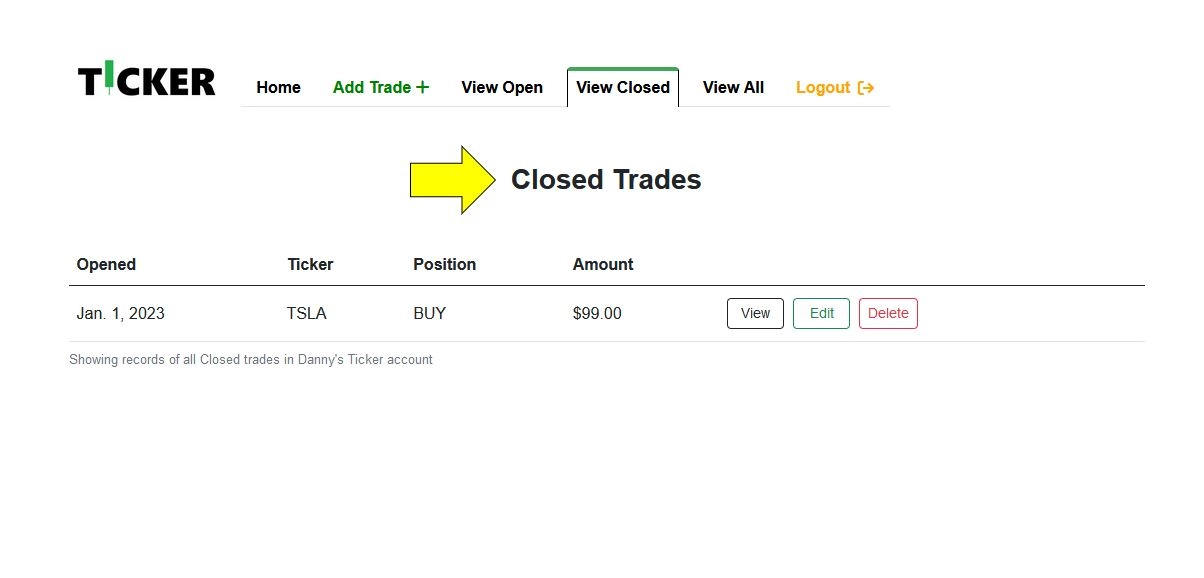 TICKER Home Add Trade + View Open View Closed View All Logout
Closed Trades
Opened Ticker Position Amount
Jan. 1, 2023 TSLA BUY $99.00 View Edit Delete
Showing records of all Closed trades in Danny's Ticker account